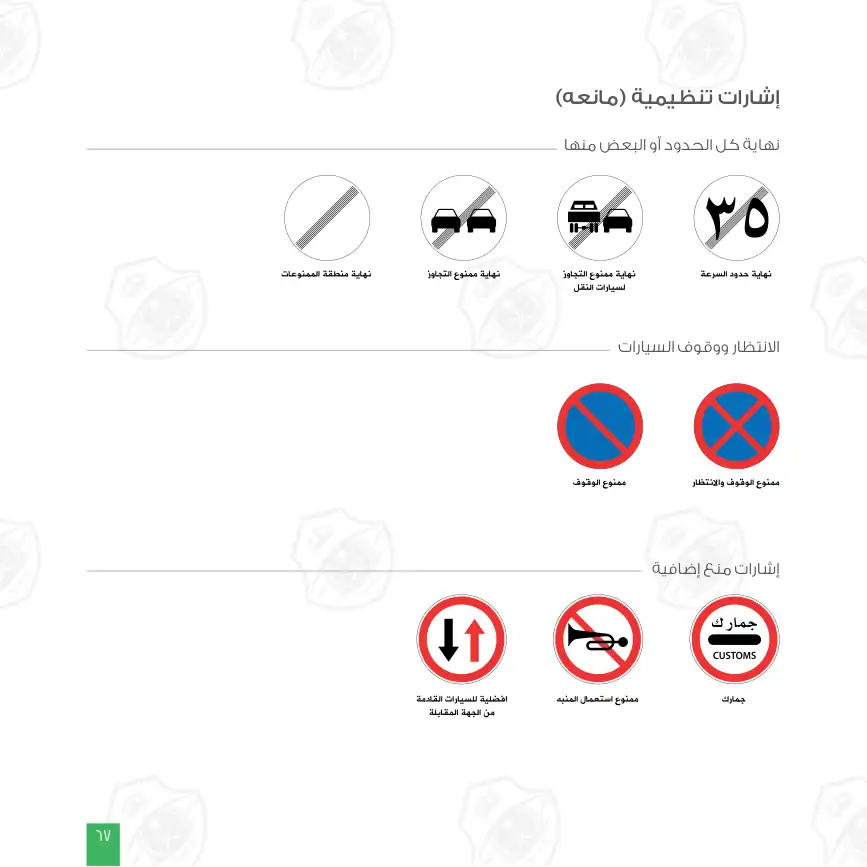 إشارات تنظيمية (مانعه)
نهاية كل الحدود أو البعض منها
٣٥
نهاية حدود السرعة
نهاية ممنوع التجاوز
لسيارات النقل
نهاية ممنوع التجاوز
نهاية منطقة الممنوعات
الانتظار ووقوف السيارات
ممنوع الوقوف والانتظار
ممنوع الوقوف
إشارات منع إضافية
جمارك
CUSTOMS
جمارك
ممنوع استعمال المنبه
افضلية للسيارات القادمة
من الجهة المقابلة
٦٧